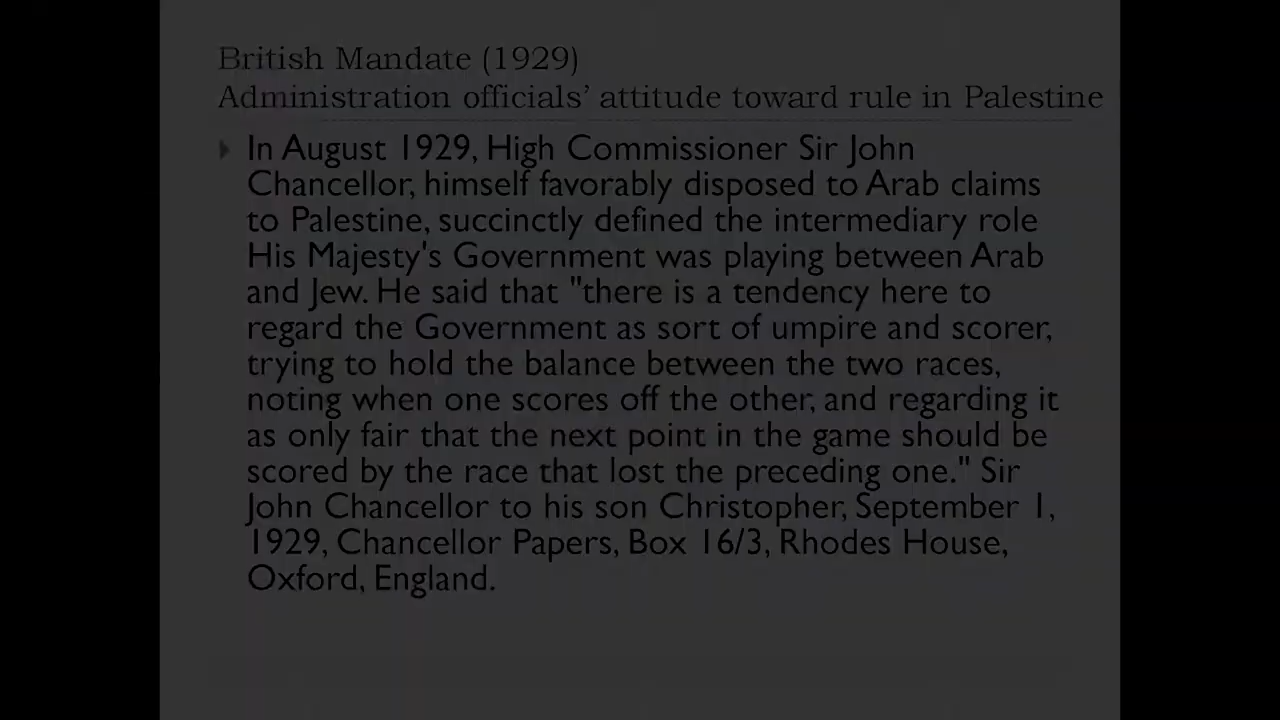 British Mandate (1929)
Administration officials' attitude toward rule in Palestine
In August 1929, High Commissioner Sir John
Chancellor, himself favorably disposed to Arab claims
to Palestine, succinctly defined the intermediary role
His Majesty's Government was playing between Arab
and Jew. He said that "there is a tendency here to
regard the Government as sort of umpire and scorer,
trying to hold the balance between the two races,
noting when one scores off the other, and regarding it
as only fair that the next point in the game should be
scored by the race that lost the preceding one." Sir
John Chancellor to his son Christopher, September 1,
1929, Chancellor Papers, Box 16/3, Rhodes House,
Oxford, England.